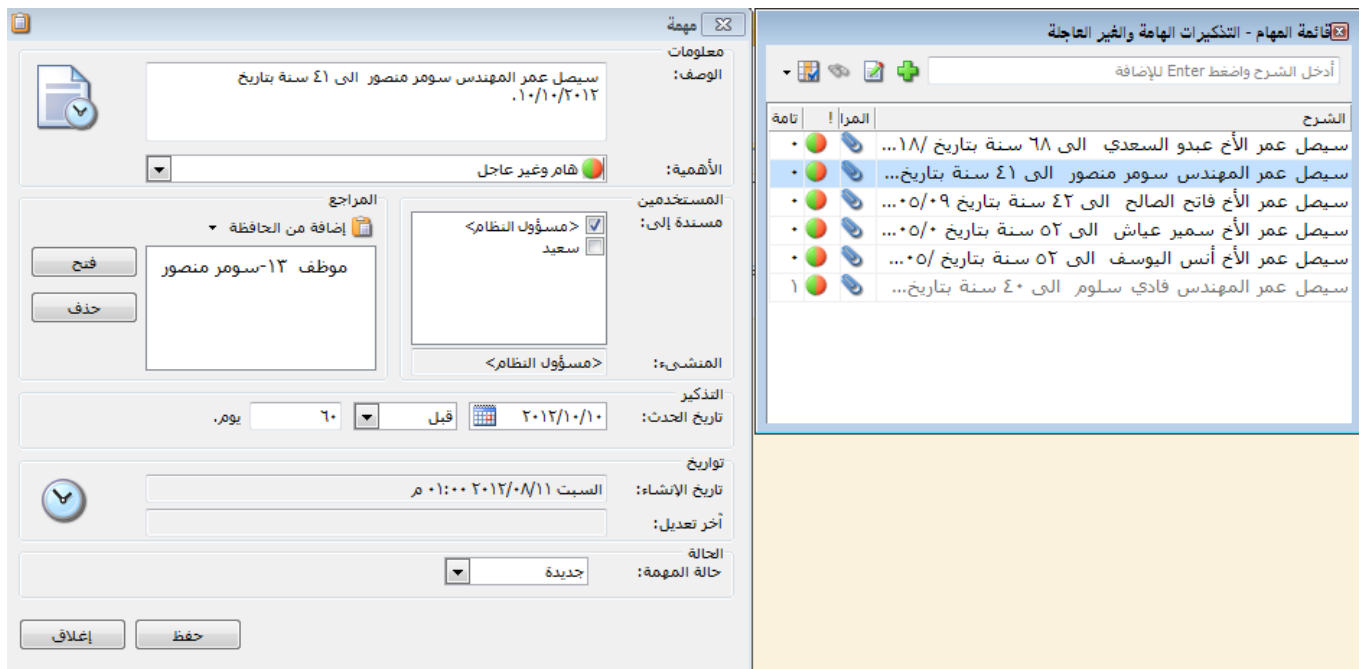 قائمة المهام - التذكيرات الهامة والغير العاجلة
أدخل الشرح واضغط Enter للإضافة
الشرح المرا ! تامة
سيصل عمر الأخ عبدو السعدي الى ٦٨ سنة بتاريخ /١٨... ٠
سيصل عمر المهندس سومر منصور الى ٤١ سنة بتاريخ... ٠
سيصل عمر الأخ فاتح الصالح الى ٤٢ سنة بتاريخ ٠٥/٠٩... ٠
سيصل عمر الأخ سمير عياش الى ٥٢ سنة بتاريخ ٠٥/٠... ٠
سيصل عمر الأخ أنس اليوسف الى ٥٢ سنة بتاريخ /٠٥... ٠
سيصل عمر المهندس فادي سلوم الى ٤٠ سنة بتاريخ... ١
مهمة
معلومات
الوصف: سيصل عمر المهندس سومر منصور الى ٤١ سنة بتاريخ
٢٠١٢/١٠/١٠.
الأهمية: هام وغير عاجل
المستخدمين
مسندة إلى: <مسؤول النظام>
سعيد
المنشىء: <مسؤول النظام>
المراجع
إضافة من الحافظة
موظف ١٣-سومر منصور
فتح
حذف
التذكير
تاريخ الحدث: ٢٠١٢/١٠/١٠ قبل ٦٠ يوم.
تواريخ
تاريخ الإنشاء: السبت ٢٠١٢/٠٨/١١ ٠١:٠٠ م
آخر تعديل:
الحالة
حالة المهمة: جديدة
حفظ إغلاق